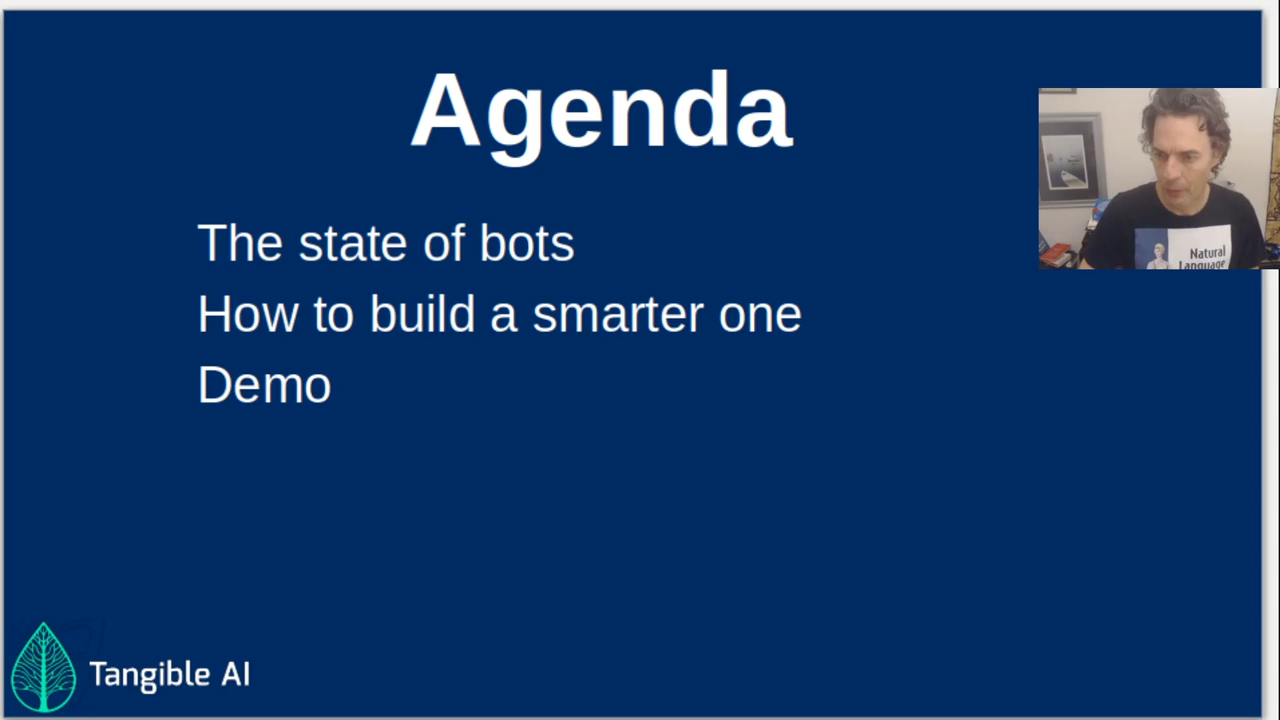 Agenda
The state of bots
How to build a smarter one
Demo
Natural
Language
Tangible AI